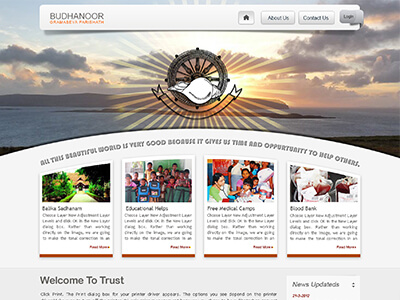 BUDHANOOR
GRAMASEVA PARISHATH
About Us
Contact Us
Login
ALL THIS BEAUTIFUL WORLD IS VERY GOOD BECAUSE IT GIVES US TIME AND OPPORTUNITY TO HELP OTHERS.
Balika Sadhanam
Choose Layer New Adjustment Layer Levels and click OK in the New Layer dialog box. Rather than working directly on the image, we are going to make the tonal correction to an
Read More
Educational Helps
Choose Layer New Adjustment Layer Levels and click OK in the New Layer dialog box. Rather than working directly on the image, we are going to make the tonal correction to an
Read More
Free Medical Camps
Choose Layer New Adjustment Layer Levels and click OK in the New Layer dialog box. Rather than working directly on the image, we are going to make the tonal correction to an
Read More
Blood Bank
Choose Layer New Adjustment Layer Levels and click OK in the New Layer dialog box. Rather than working directly on the image, we are going to make the tonal correction to an
Read More
Welcome To Trust
Click Print. The Print dialog box for your printer driver appears. The options you see depend on the printer
News Updateds